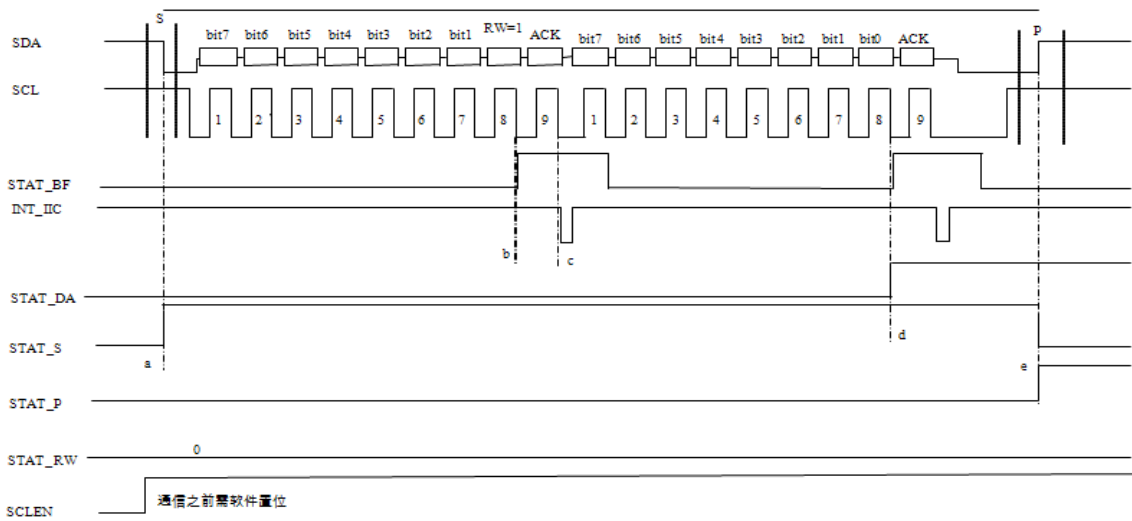 S
P
bit7 bit6 bit5 bit4 bit3 bit2 bit1 RW=1 ACK bit7 bit6 bit5 bit4 bit3 bit2 bit1 bit0 ACK
SDA
SCL
1 2 3 4 5 6 7 8 9 1 2 3 4 5 6 7 8 9
STAT_BF
INT_IIC
b c
STAT_DA
d
STAT_S
a e
STAT_P
0
STAT_RW
通信之前需软件置位
SCLEN